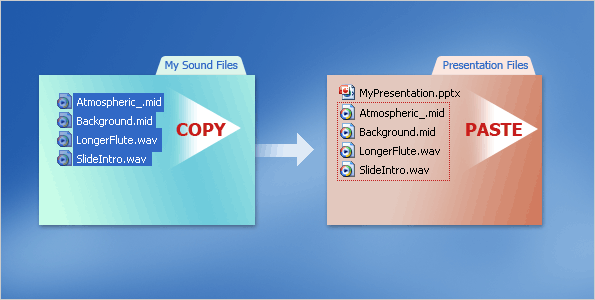 My Sound Files
Atmospheric_.mid
Background.mid
LongerFlute.wav
SlideIntro.wav
COPY
Presentation Files
MyPresentation.pptx
Atmospheric_.mid
Background.mid
LongerFlute.wav
SlideIntro.wav
PASTE